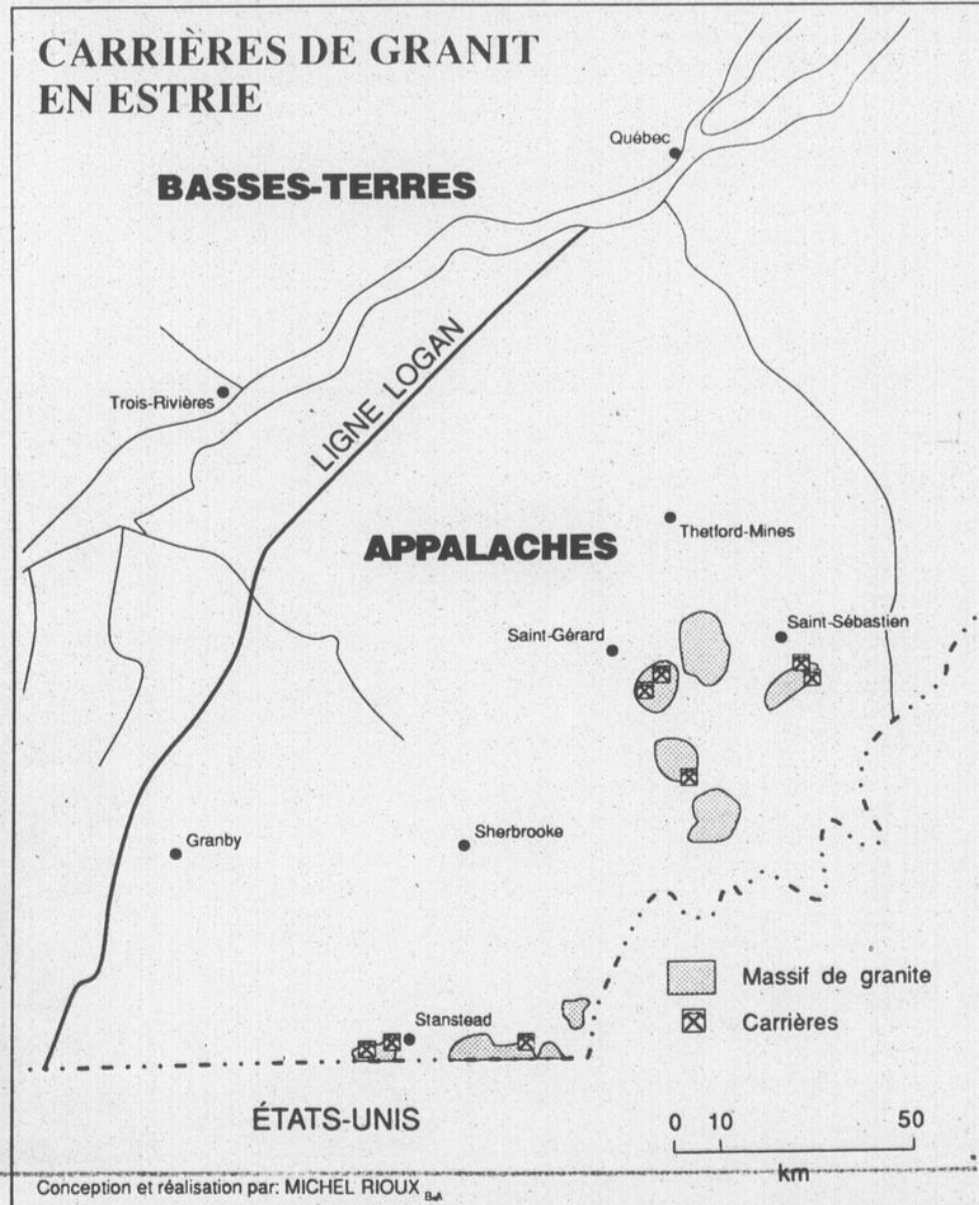 CARRIÈRES DE GRANIT
EN ESTRIE
Québec
BASSES-TERRES
Trois-Rivières
LIGNE LOGAN
Thetford-Mines
APPALACHES
Saint-Gérard
Saint-Sébastien
Granby
Sherbrooke
Massif de granite
Stanstead
Carrières
ÉTATS-UNIS
0 10 50
km
Conception et réalisation par: MICHEL RIOUX B.A